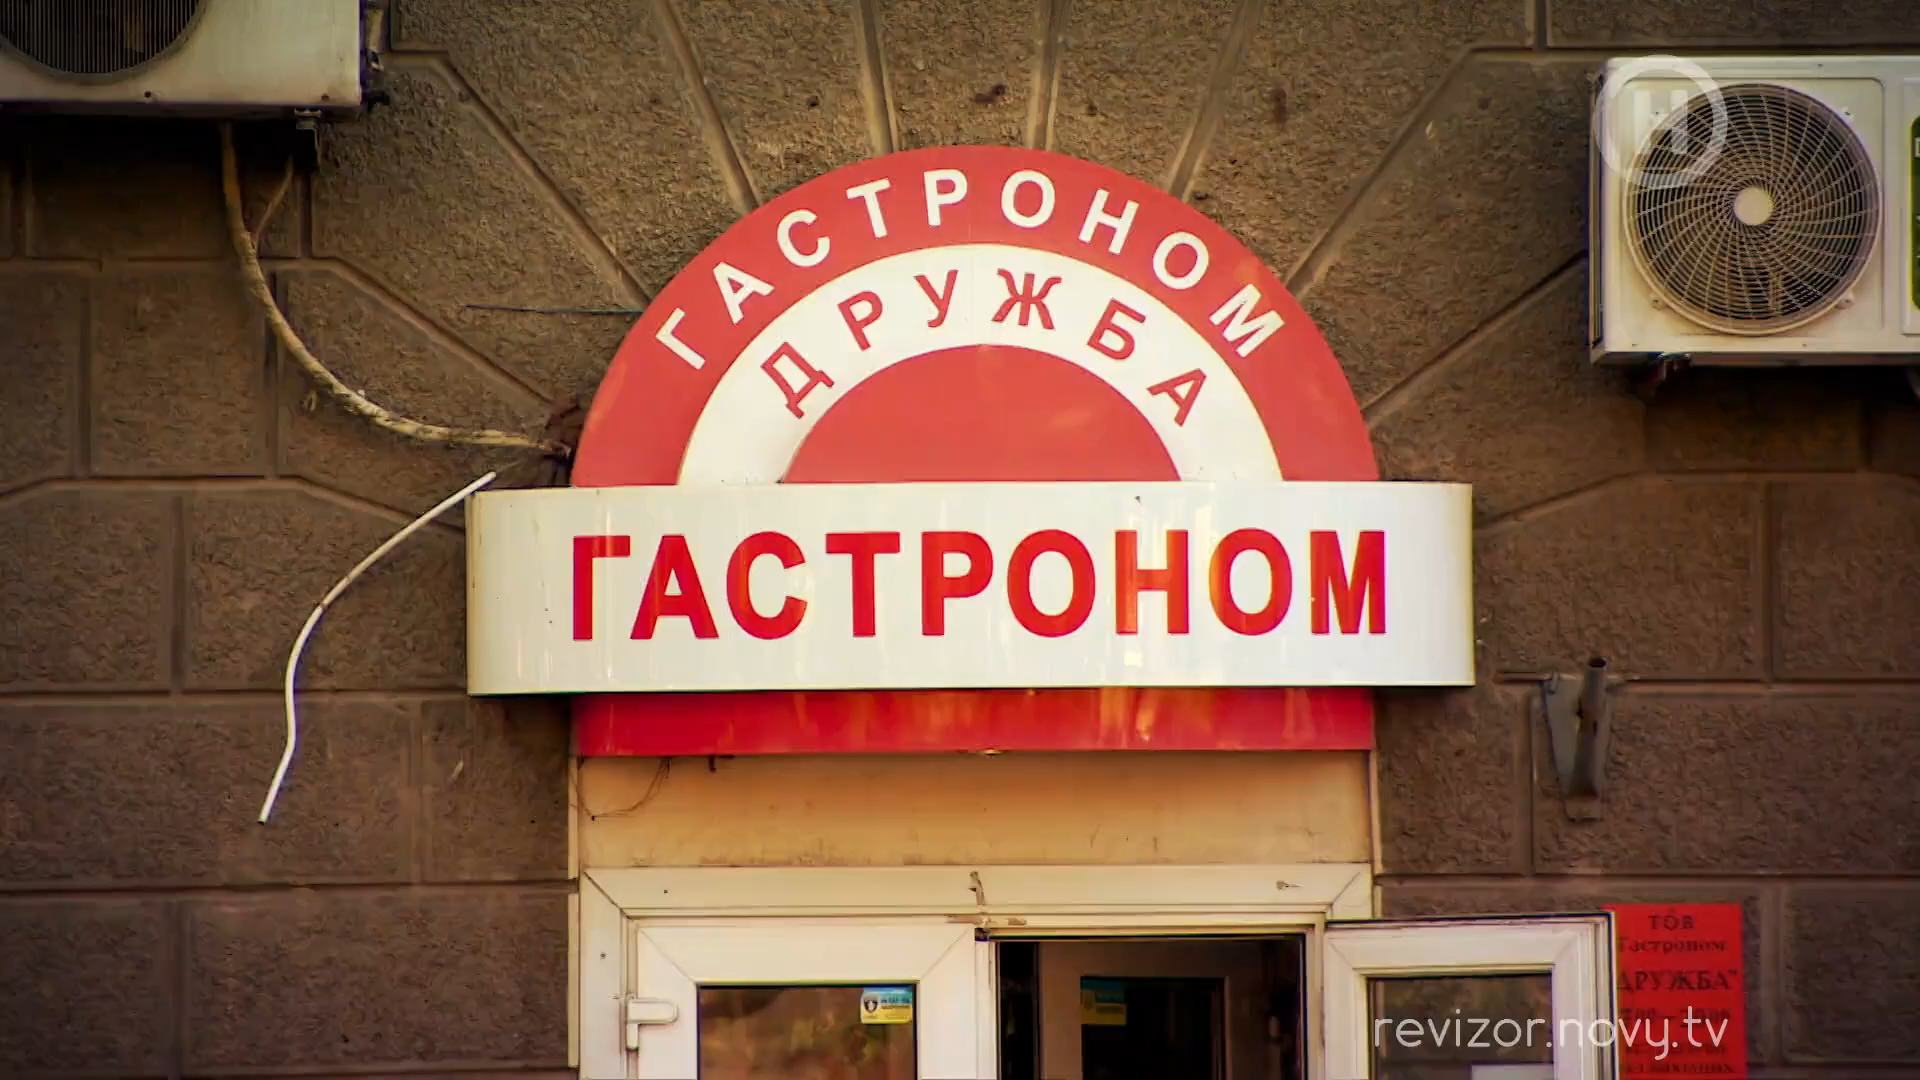 ГАСТРОНОМ
ДРУЖБА
ГАСТРОНОМ
ТОВ
Гастроном
"ДРУЖБА"
revizor.novy.tv